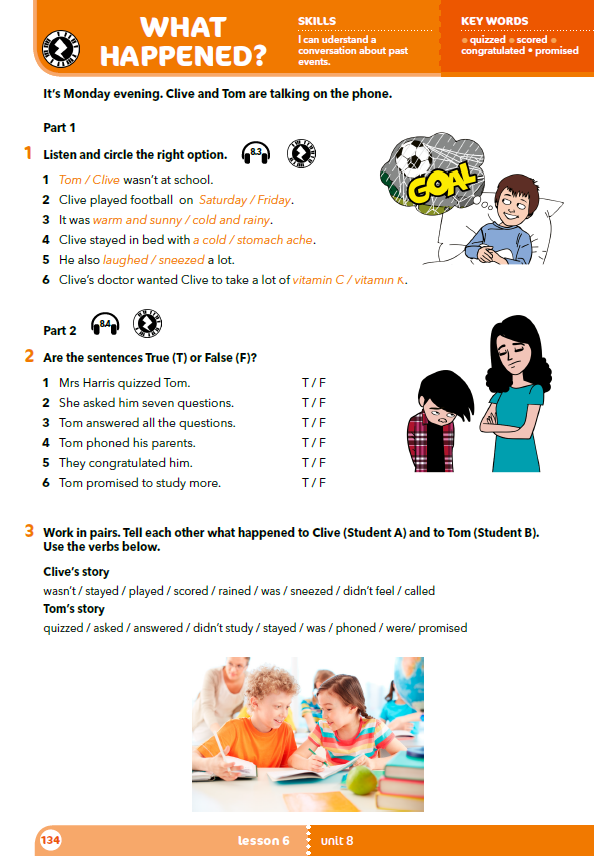 WHAT
HAPPENED?
SKILLS
I can uderstand a
conversation about past
events.
KEY WORDS
• quizzed • scored •
congratulated • promised
It's Monday evening. Clive and Tom are talking on the phone.
Part 1
1 Listen and circle the right option. 8.3
1 Tom / Clive wasn't at school.
2 Clive played football on Saturday / Friday.
3 It was warm and sunny / cold and rainy.
4 Clive stayed in bed with a cold / stomach ache.
5 He also laughed / sneezed a lot.
6 Clive's doctor wanted Clive to take a lot of vitamin C / vitamin K.
GOAL
Part 2 8.4
2 Are the sentences True (T) or False (F)?
1 Mrs Harris quizzed Tom. T / F
2 She asked him seven questions. T / F
3 Tom answered all the questions. T / F
4 Tom phoned his parents. T / F
5 They congratulated him. T / F
6 Tom promised to study more. T / F
3 Work in pairs. Tell each other what happened to Clive (Student A) and to Tom (Student B).
Use the verbs below.
Clive's story
wasn't / stayed / played / scored / rained / was / sneezed / didn't feel / called
Tom's story
quizzed / asked / answered / didn't study / stayed / was / phoned / were/ promised
134
lesson 6
unit 8